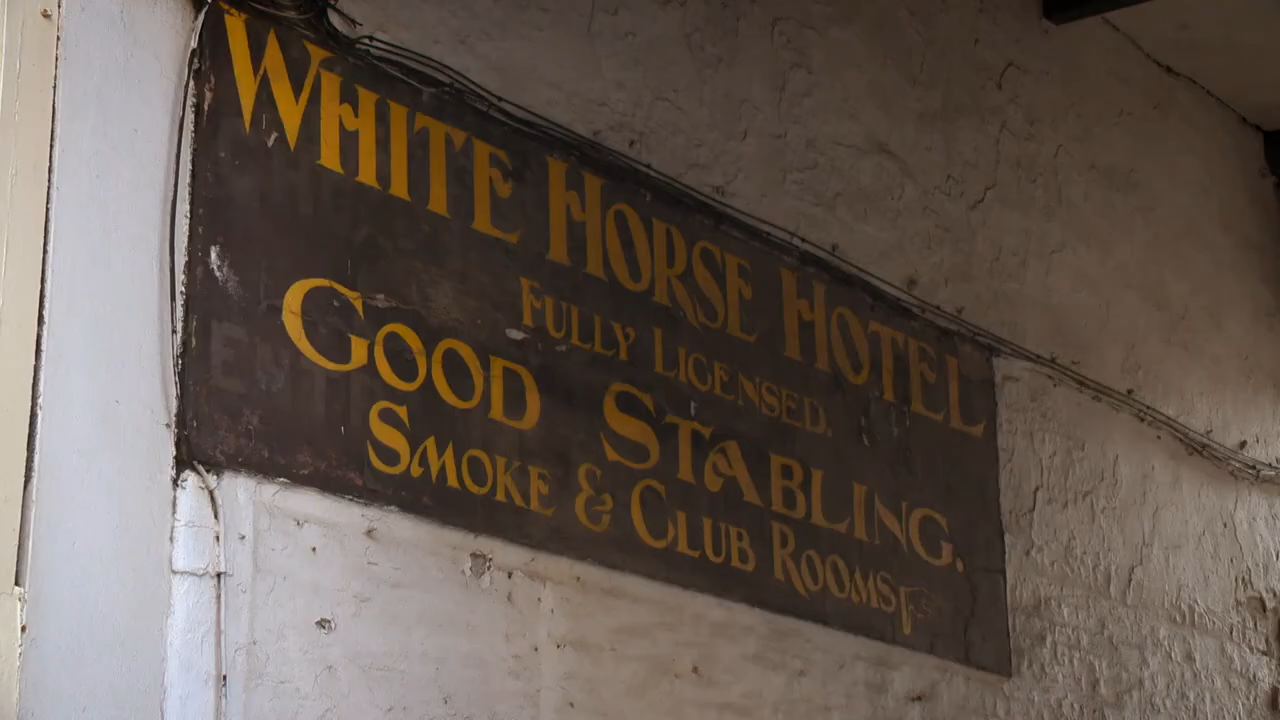 WHITE HORSE HOTEL
FULLY LICENSED.
GOOD STABLING.
SMOKE & CLUB ROOMS